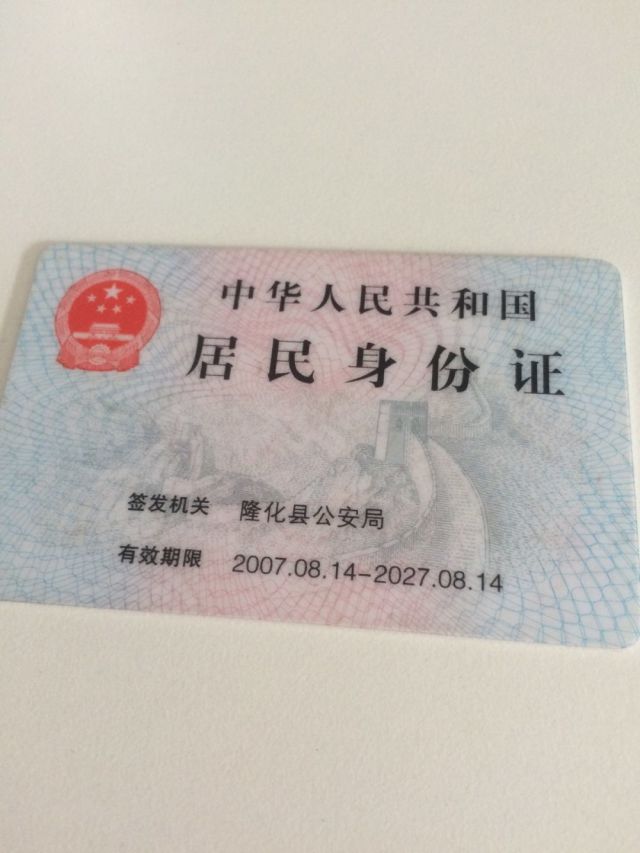 中华人民共和国
居民身份证
签发机关 隆化县公安局
有效期限 2007.08.14-2027.08.14